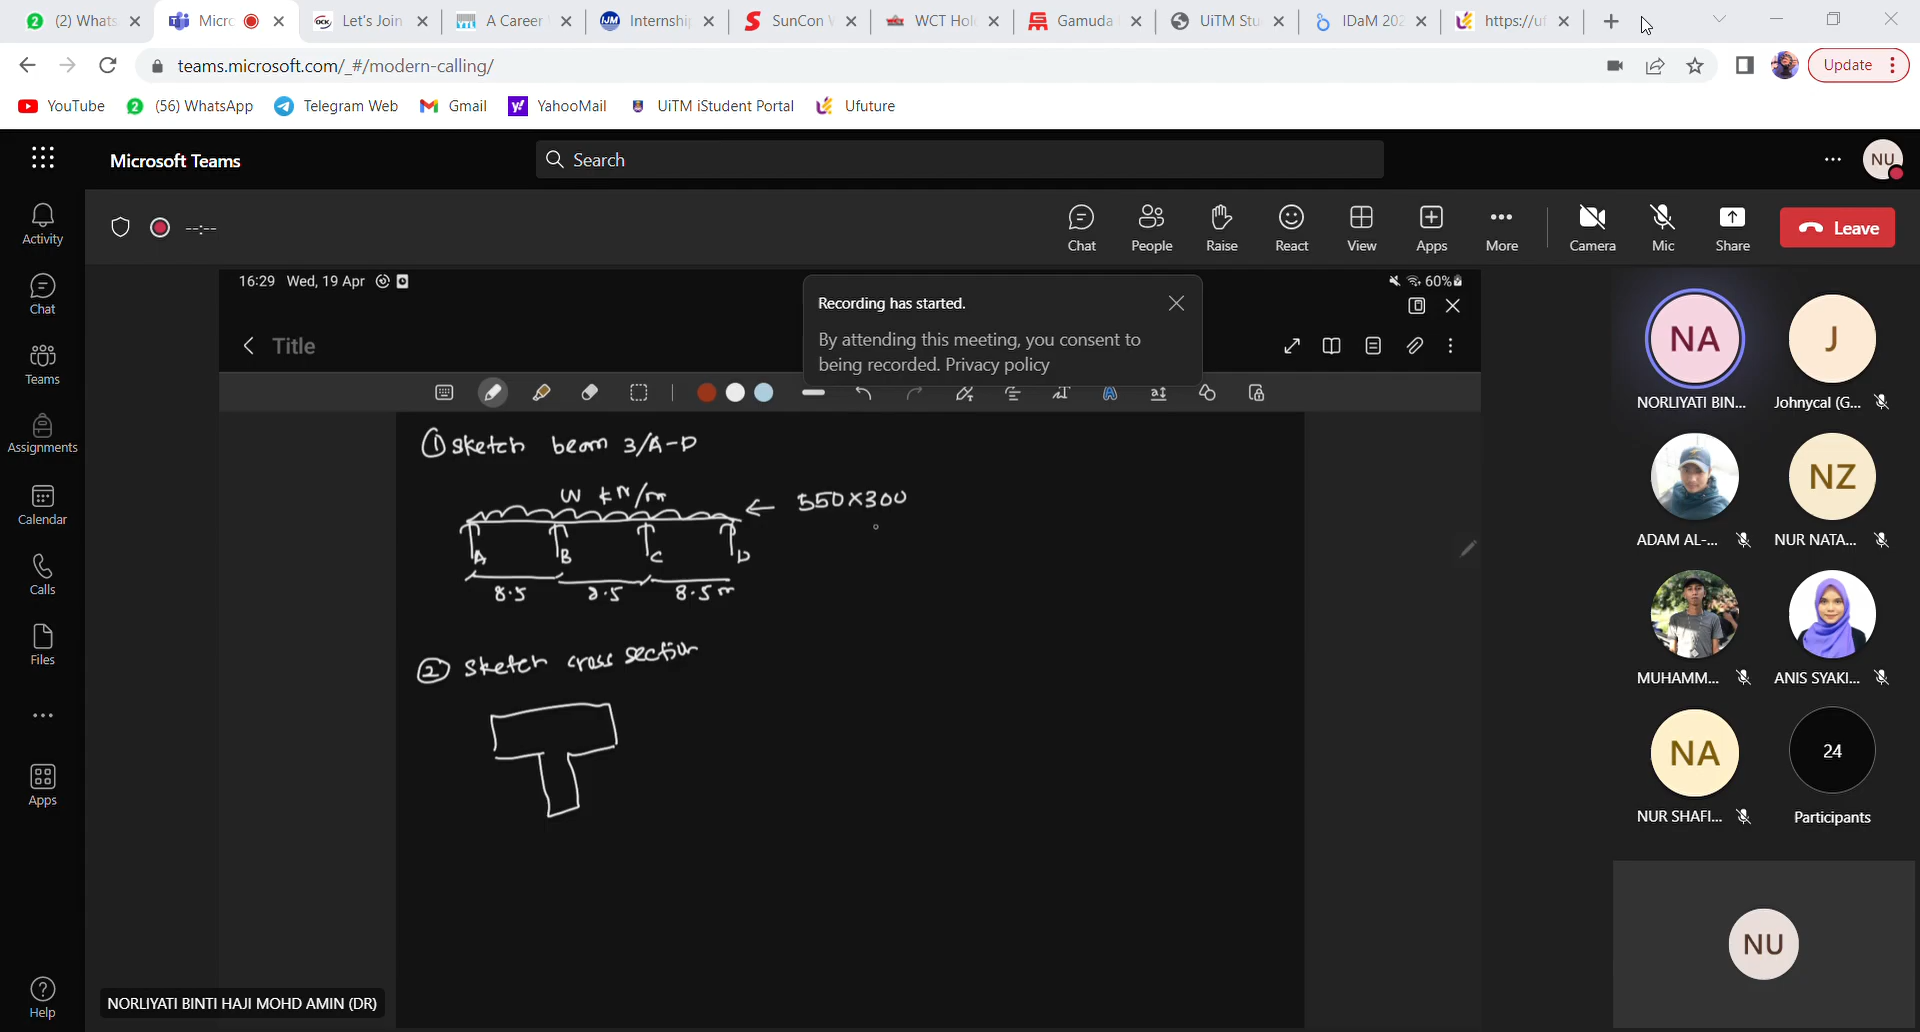 (2) Whats
Micrc
Let's Join
A Career
Internshi
SunCon
WCT Hol
Gamuda
UiTM Stu
IDaM 202
https://uf
teams.microsoft.com/_#/modern-calling/
Update
YouTube
(56) WhatsApp
Telegram Web
Gmail
YahooMail
UiTM iStudent Portal
Ufuture
Microsoft Teams
Search
NU
Activity
Chat
Teams
Assignments
Calendar
Calls
Files
Apps
Help
--:--
Chat
People
Raise
React
View
Apps
More
Camera
Mic
Share
Leave
16:29 Wed, 19 Apr
60%
Title
Recording has started.
By attending this meeting, you consent to
being recorded. Privacy policy
① sketch beam 3/A-D
W kN/m
550x300
A B C D
8.5 8.5 8.5 m
② sketch cross section
NORLIYATI BINTI HAJI MOHD AMIN (DR)
NA
NORLIYATI BIN...
J
Johnycal (G...
ADAM AL-...
NZ
NUR NATA...
MUHAMM...
ANIS SYAKI...
NA
NUR SHAFI...
24
Participants
NU